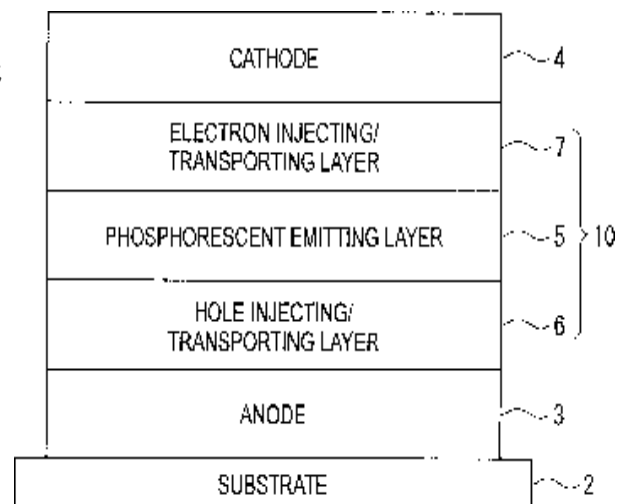 CATHODE 4
ELECTRON INJECTING/
TRANSPORTING LAYER 7
PHOSPHORESCENT EMITTING LAYER 5 10
HOLE INJECTING/
TRANSPORTING LAYER 6
ANODE 3
SUBSTRATE 2